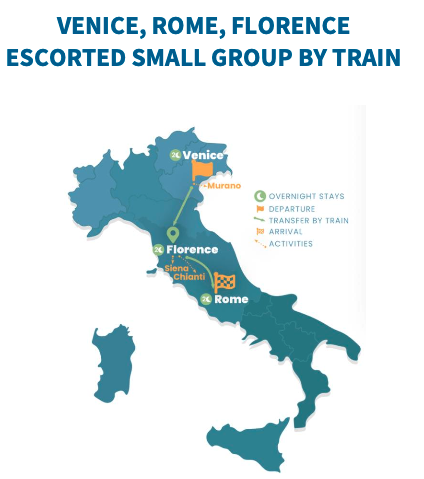 VENICE, ROME, FLORENCE
ESCORTED SMALL GROUP BY TRAIN
Venice
Murano
OVERNIGHT STAYS
DEPARTURE
TRANSFER BY TRAIN
ARRIVAL
ACTIVITIES
Florence
Siena
Chianti
Rome